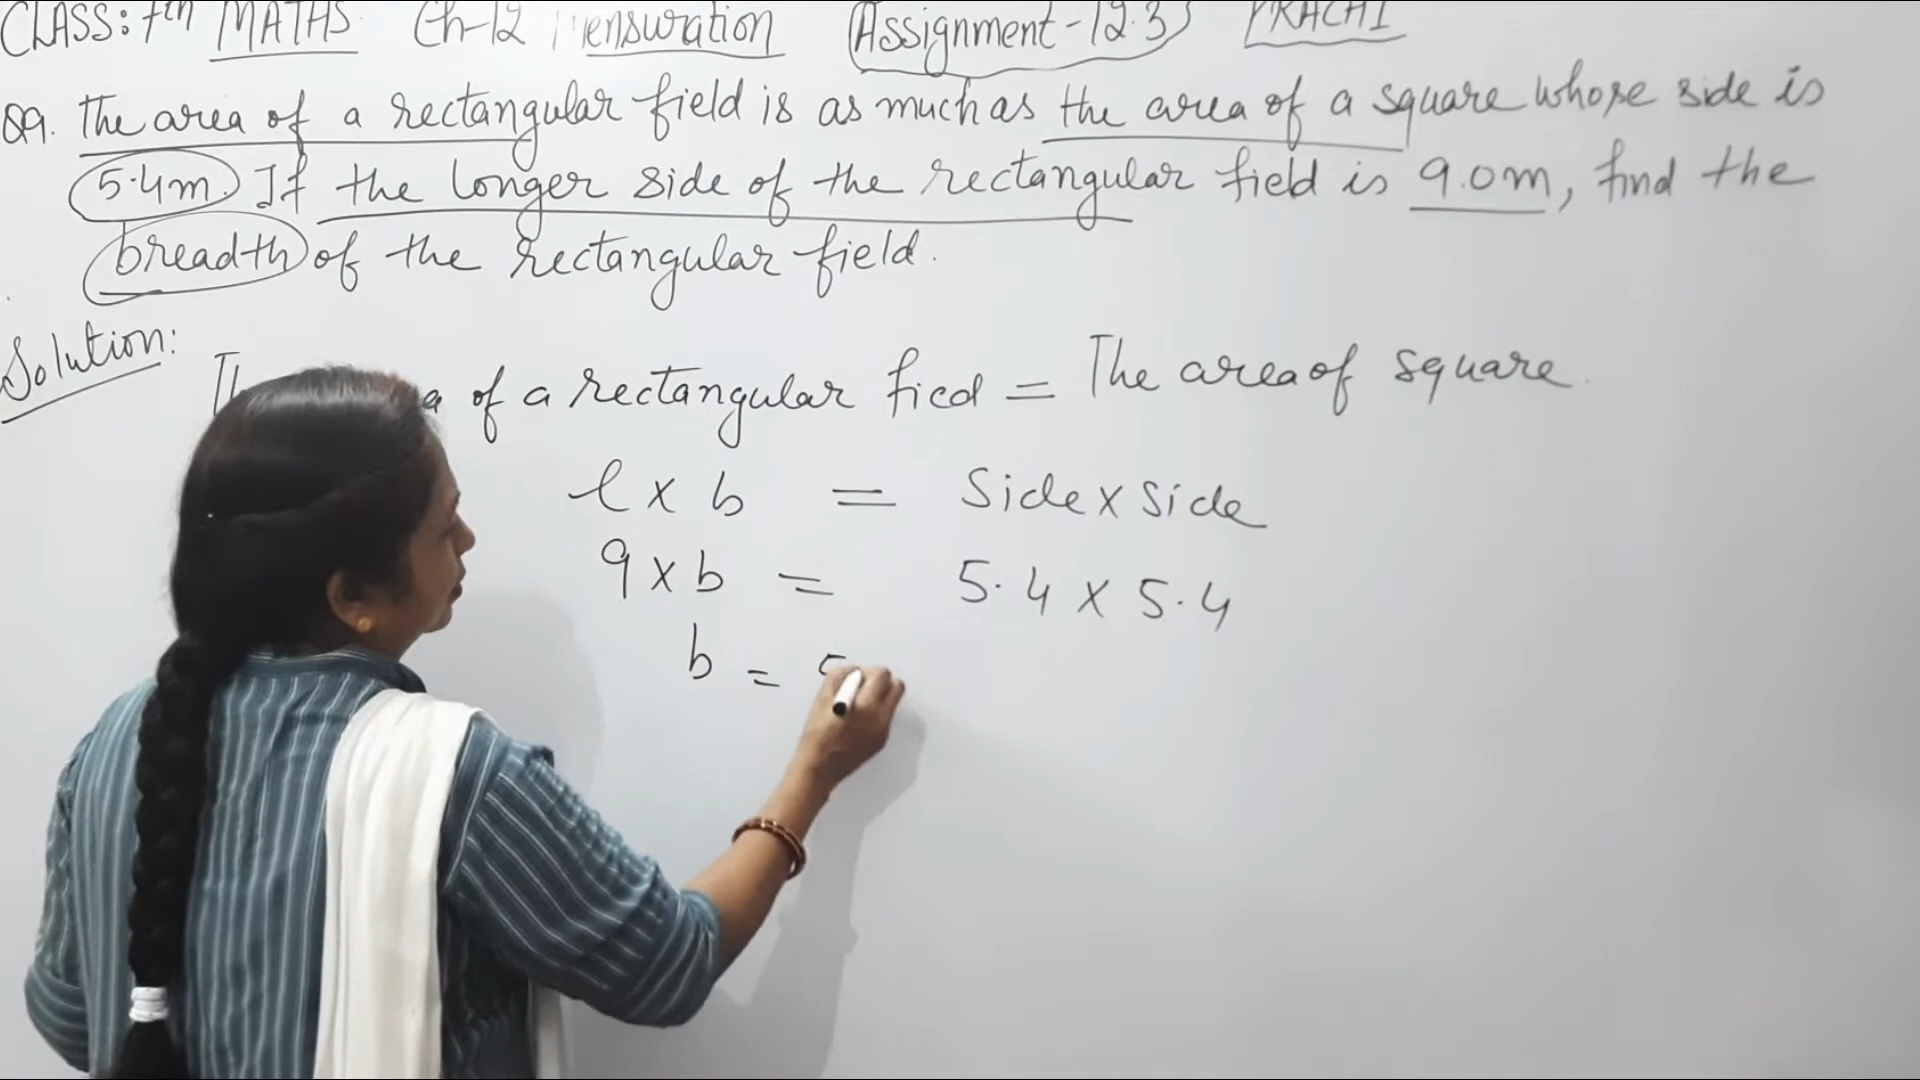 CLASS: 7th MATHS Ch-12 Mensuration Assignment-12.3 PRACHI
Q9. The area of a rectangular field is as much as the area of a square whose side is
5.4m. If the longer side of the rectangular field is 9.0m, find the
breadth of the rectangular field.
Solution:
of a rectangular field = The area of square
l x b = Side x Side
9 x b = 5.4 x 5.4
b = 5